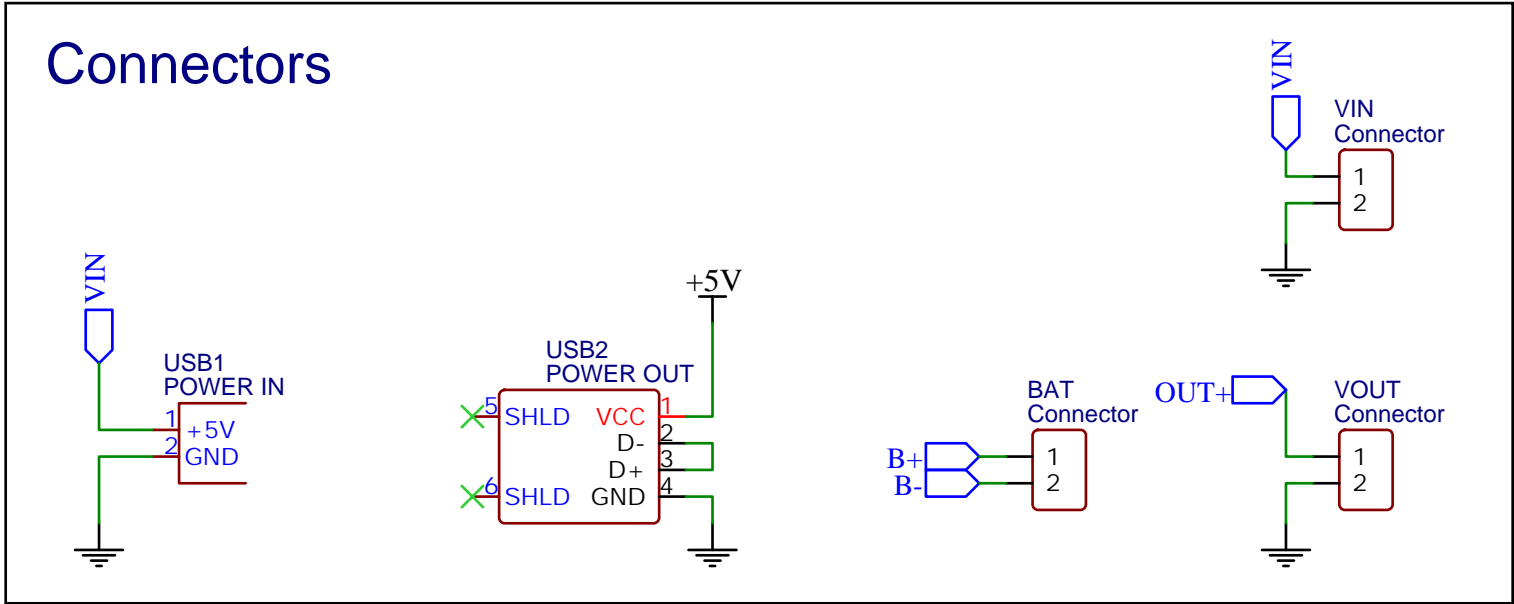 Connectors
VIN
VIN
Connector
1
2
VIN
USB1
POWER IN
1
+5V
2
GND
+5V
USB2
POWER OUT
5
SHLD
VCC
1
D-
2
D+
3
6
SHLD
GND
4
BAT
Connector
B+
1
B-
2
OUT+
VOUT
Connector
1
2